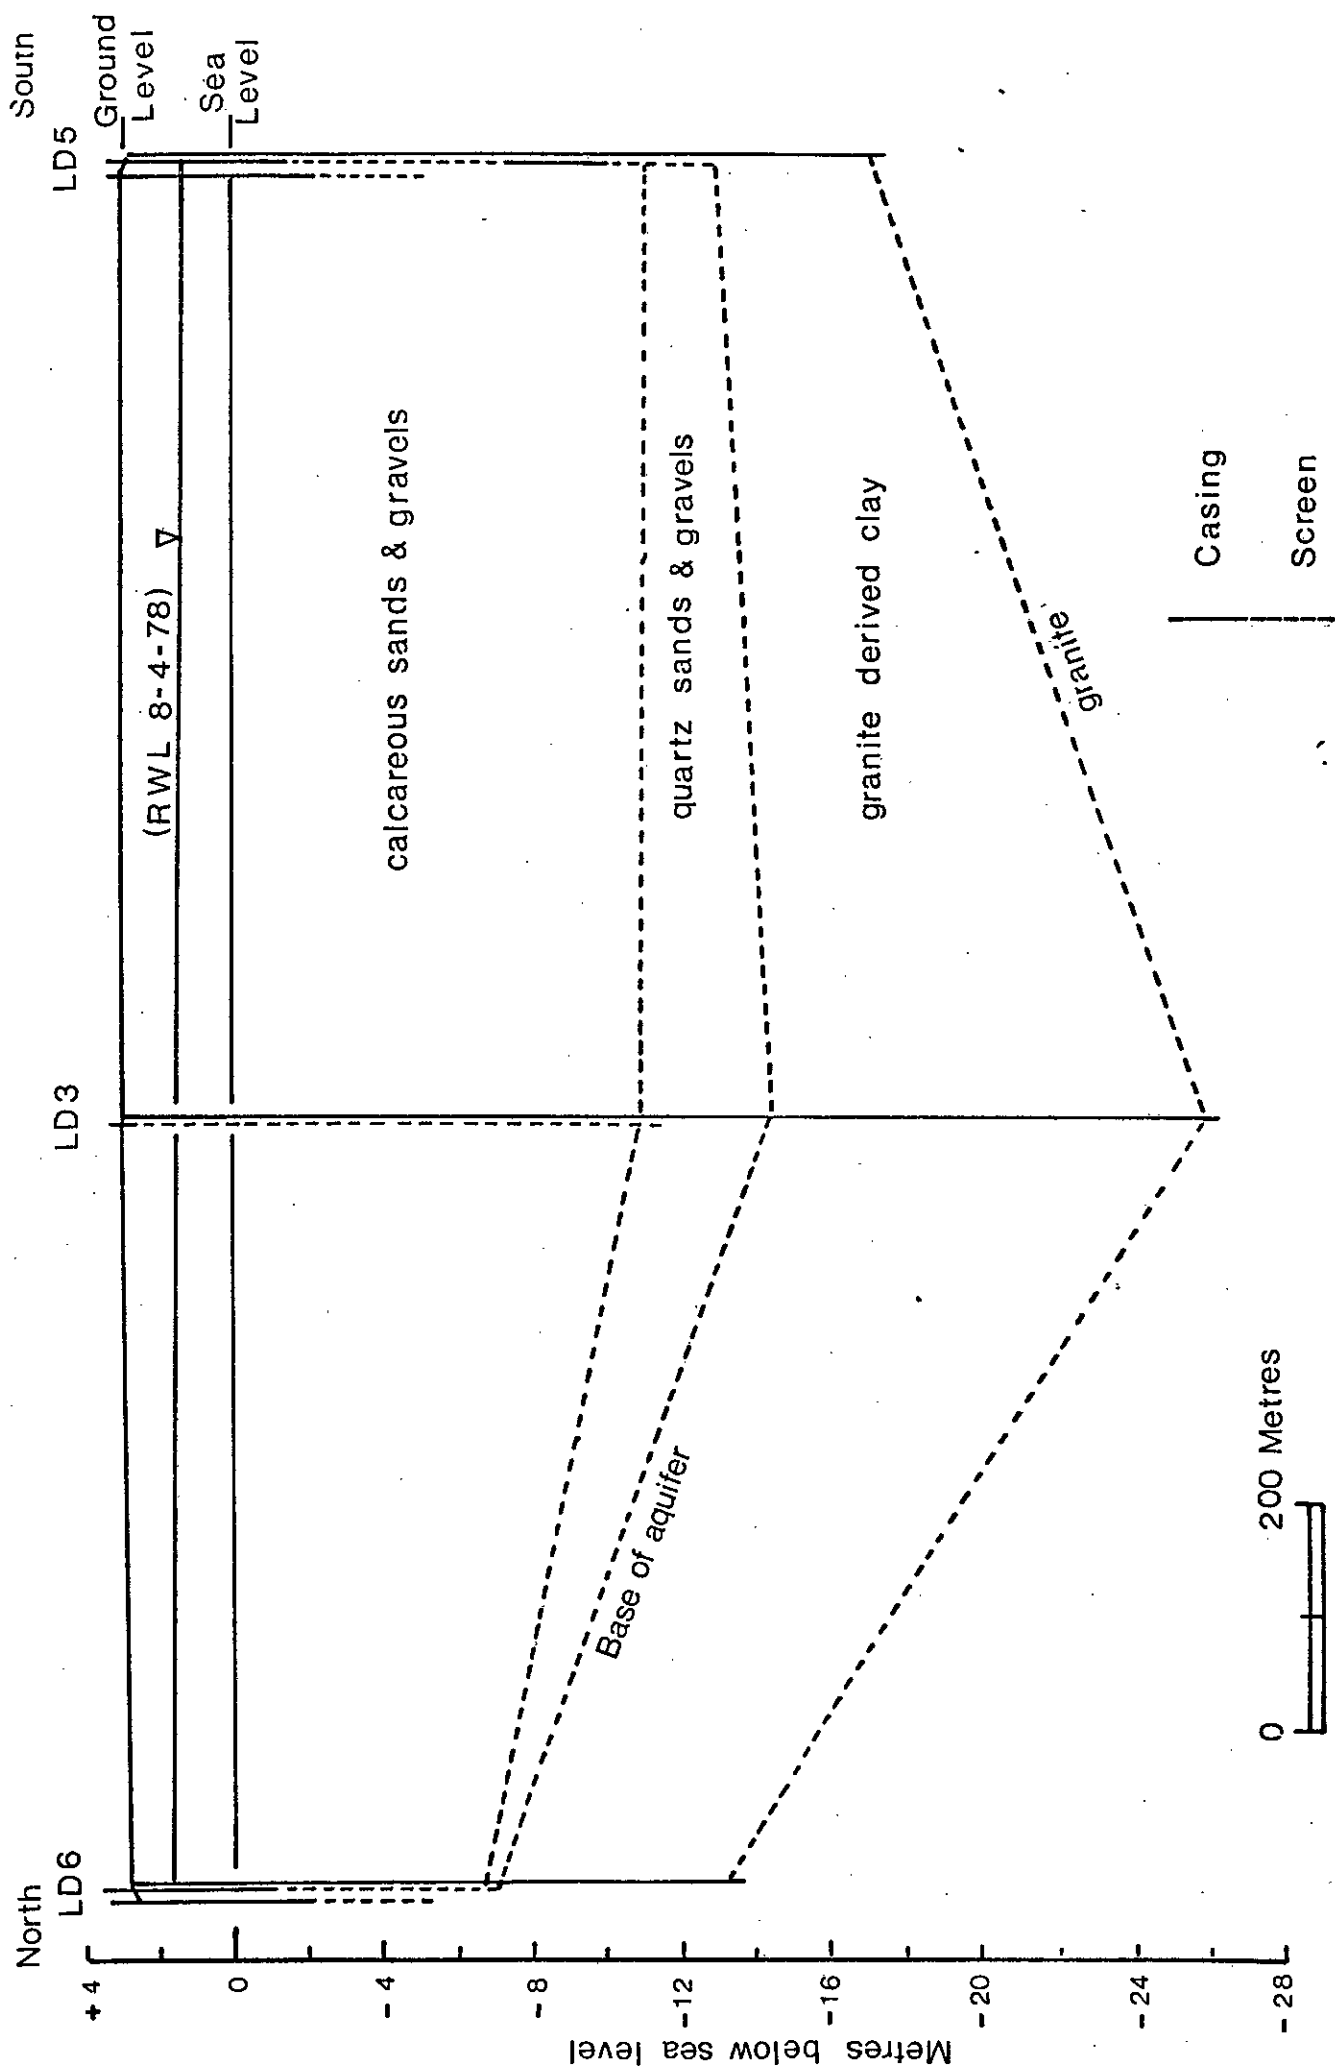 North
South
LD6
LD3
LD5
Ground
Level
Sea
Level
(RWL 8-4-78)
calcareous sands & gravels
quartz sands & gravels
Base of aquifer
granite derived clay
granite
+4
0
-4
-8
-12
-16
-20
-24
-28
Metres below sea level
0 200 Metres
Casing
Screen